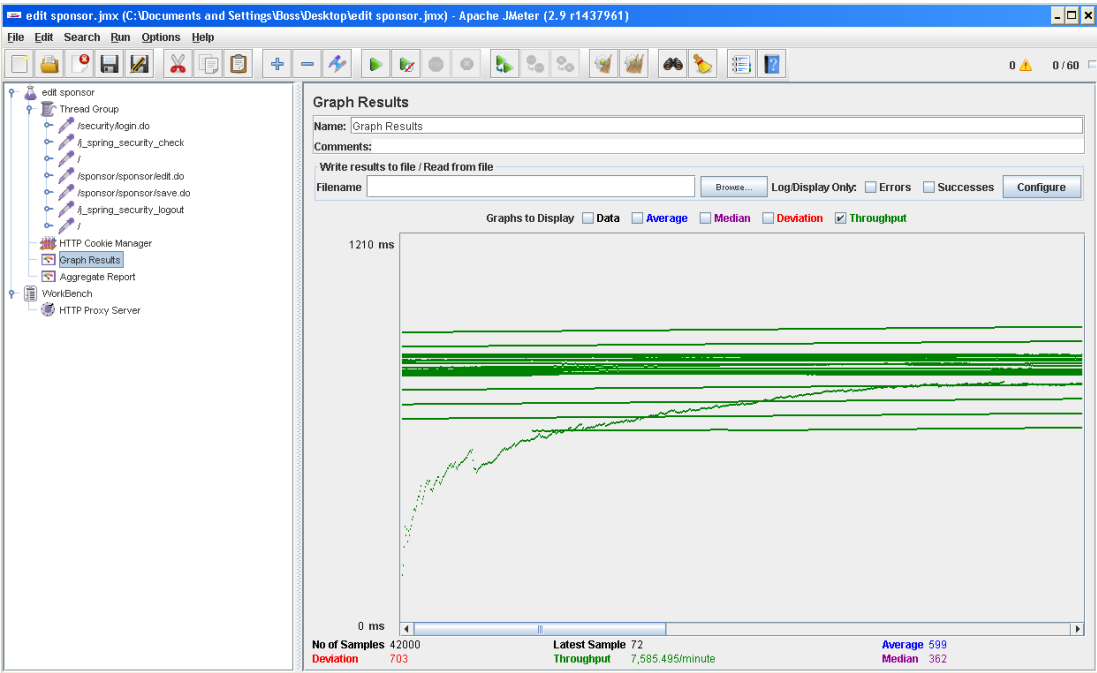 edit sponsor.jmx (C:\Documents and Settings\Boss\Desktop\edit sponsor.jmx) - Apache JMeter (2.9 r1437961)
File Edit Search Run Options Help
0 0 / 60
edit sponsor
Thread Group
/security/login.do
/j_spring_security_check
/
/sponsor/sponsor/edit.do
/sponsor/sponsor/save.do
/j_spring_security_logout
/
HTTP Cookie Manager
Graph Results
Aggregate Report
WorkBench
HTTP Proxy Server
Graph Results
Name: Graph Results
Comments:
Write results to file / Read from file
Filename Browse... Log/Display Only: Errors Successes Configure
Graphs to Display Data Average Median Deviation Throughput
1210 ms
0 ms
No of Samples 42000 Latest Sample 72 Average 599
Deviation 703 Throughput 7,585.495/minute Median 362